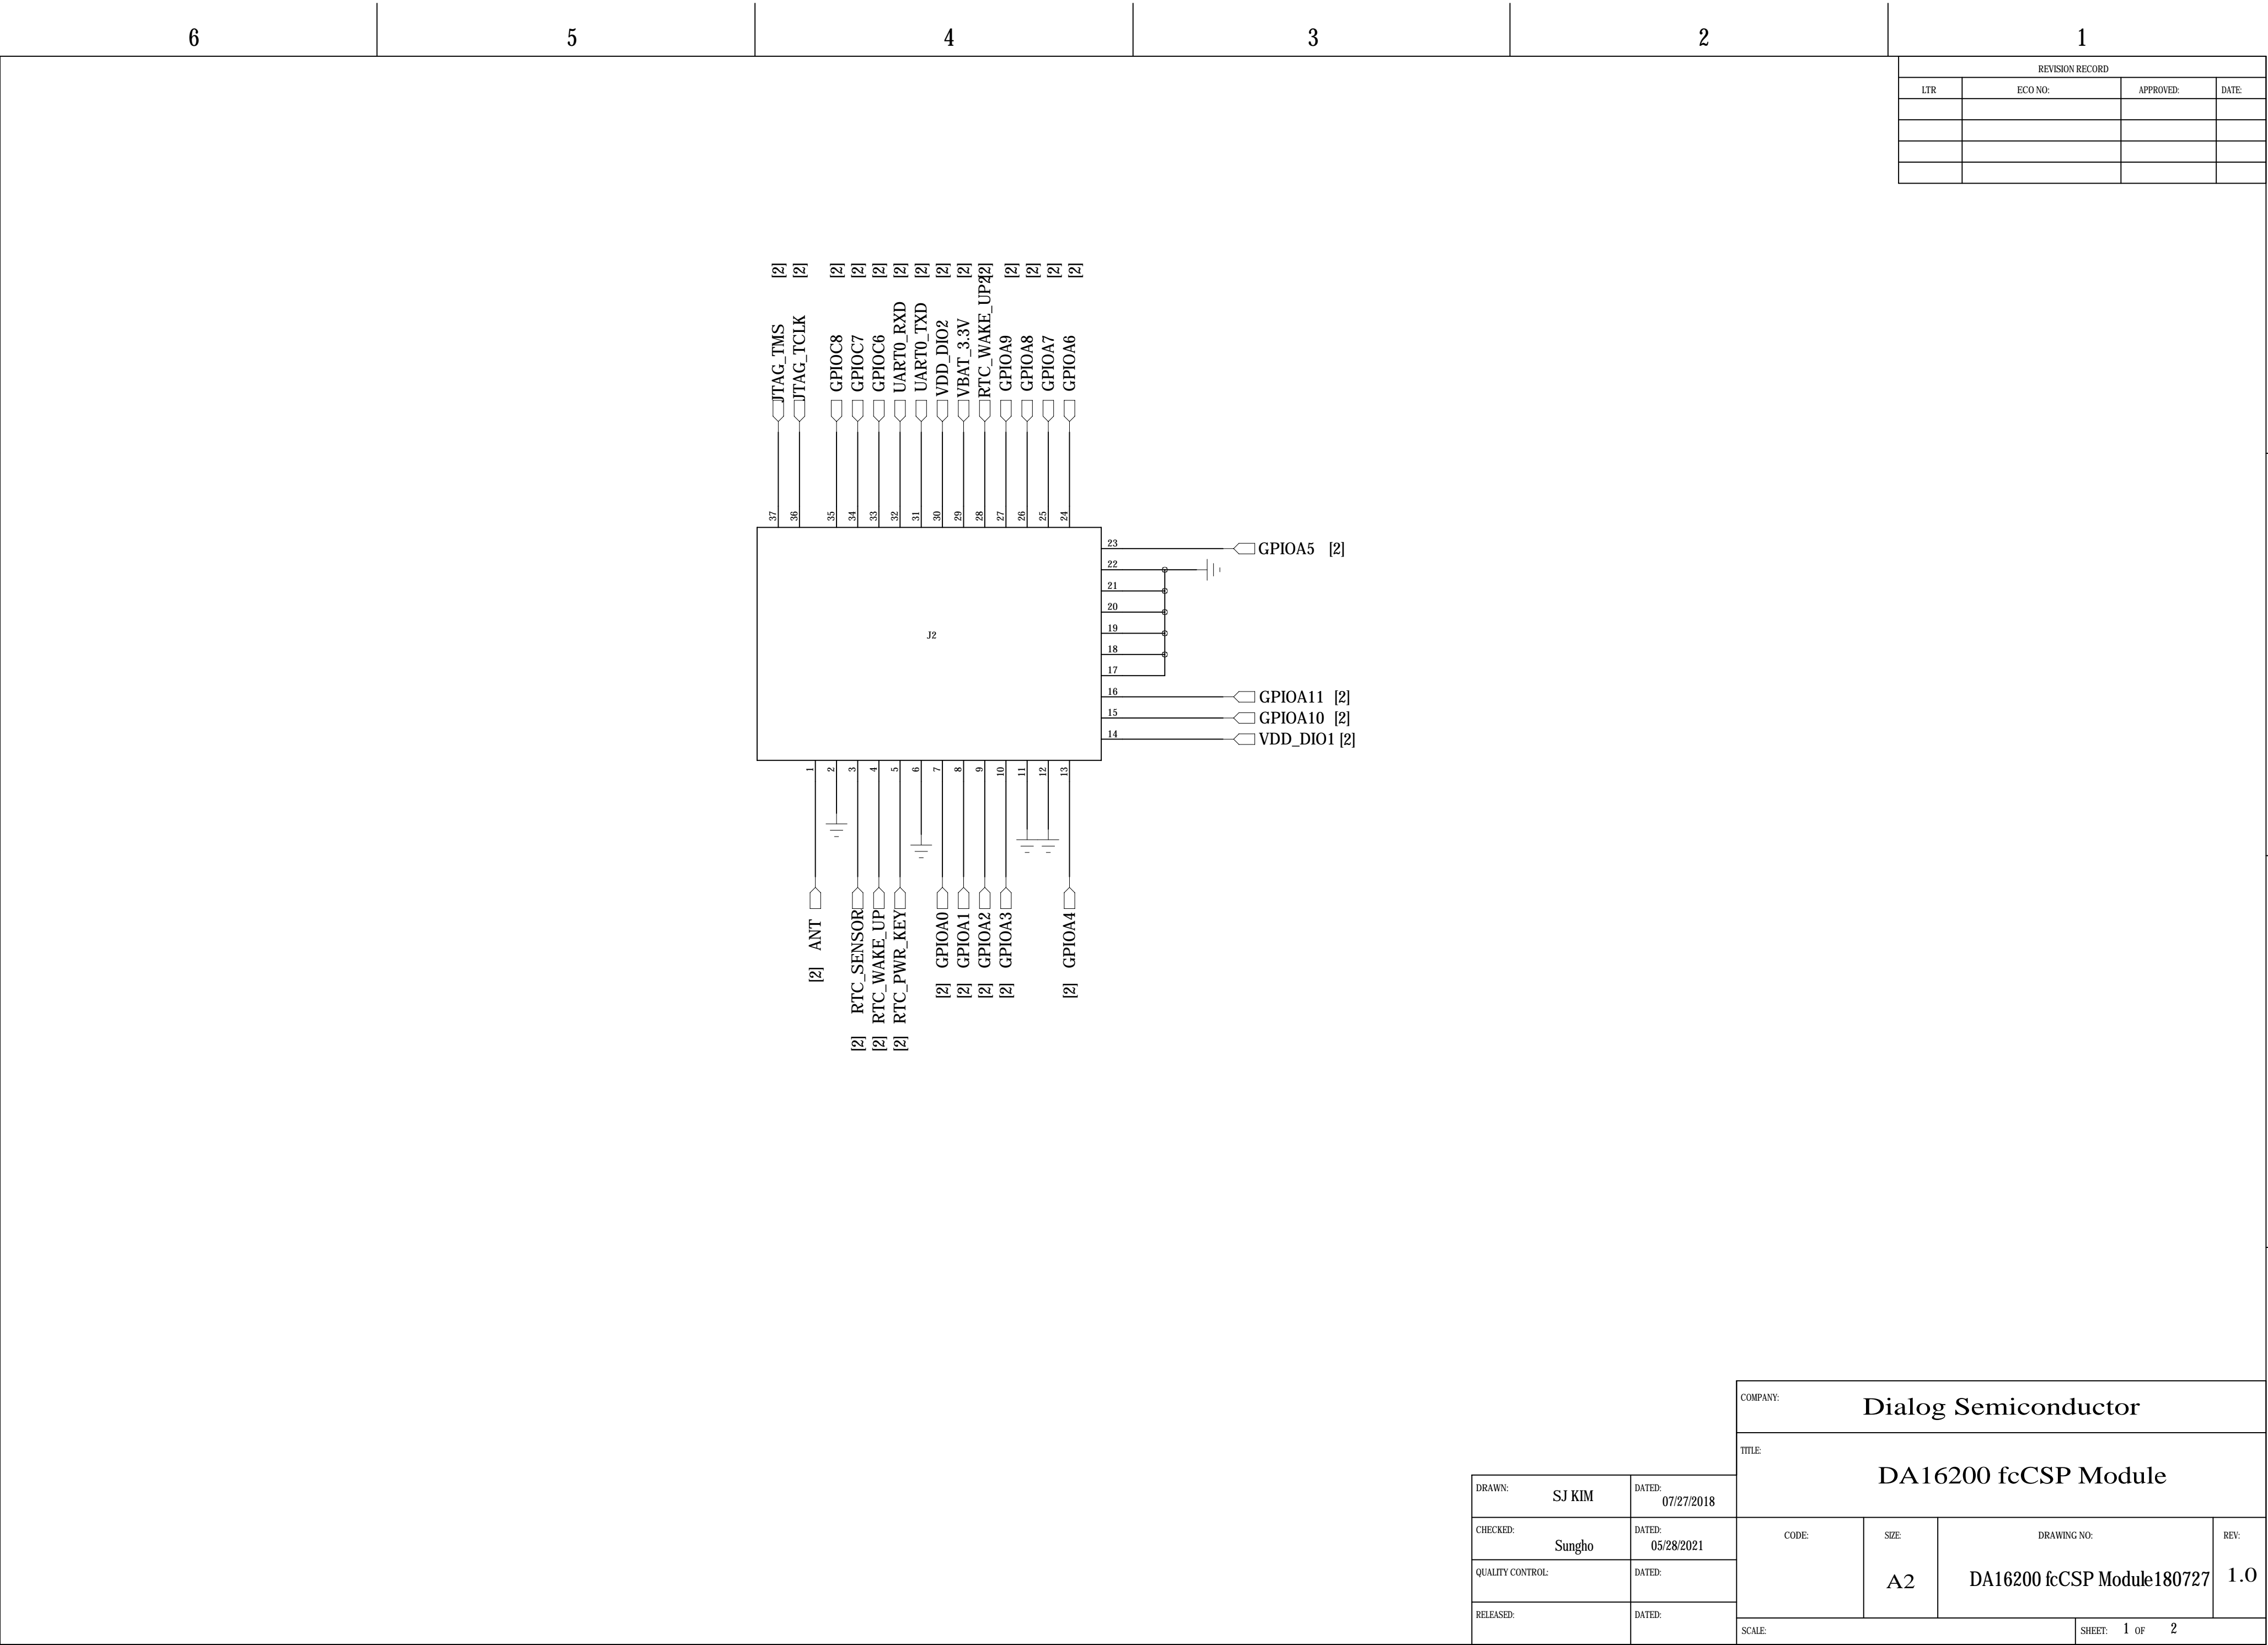 6 5 4 3 2 1
REVISION RECORD
LTR ECO NO: APPROVED: DATE:
[2] [2] [2] [2] [2] [2] [2] [2] [2] [2] [2] [2] [2] [2]
JTAG_TMS
JTAG_TCLK
GPIOC8
GPIOC7
GPIOC6
UART0_RXD
UART0_TXD
VDD_DIO2
VBAT_3.3V
RTC_WAKE_UP2
GPIOA9
GPIOA8
GPIOA7
GPIOA6
37 36 35 34 33 32 31 30 29 28 27 26 25 24
23 GPIOA5 [2]
22
21
20
19
J2
18
17
16 GPIOA11 [2]
15 GPIOA10 [2]
14 VDD_DIO1 [2]
1 2 3 4 5 6 7 8 9 10 11 12 13
[2] ANT
[2] RTC_SENSOR
[2] RTC_WAKE_UP
[2] RTC_PWR_KEY
[2] GPIOA0
[2] GPIOA1
[2] GPIOA2
[2] GPIOA3
[2] GPIOA4
COMPANY: Dialog Semiconductor
TITLE: DA16200 fcCSP Module
DRAWN: SJ KIM DATED: 07/27/2018
CHECKED: Sungho DATED: 05/28/2021
QUALITY CONTROL: DATED:
RELEASED: DATED:
CODE: SIZE: DRAWING NO: REV:
A2 DA16200 fcCSP Module180727 1.0
SCALE: SHEET: 1 OF 2